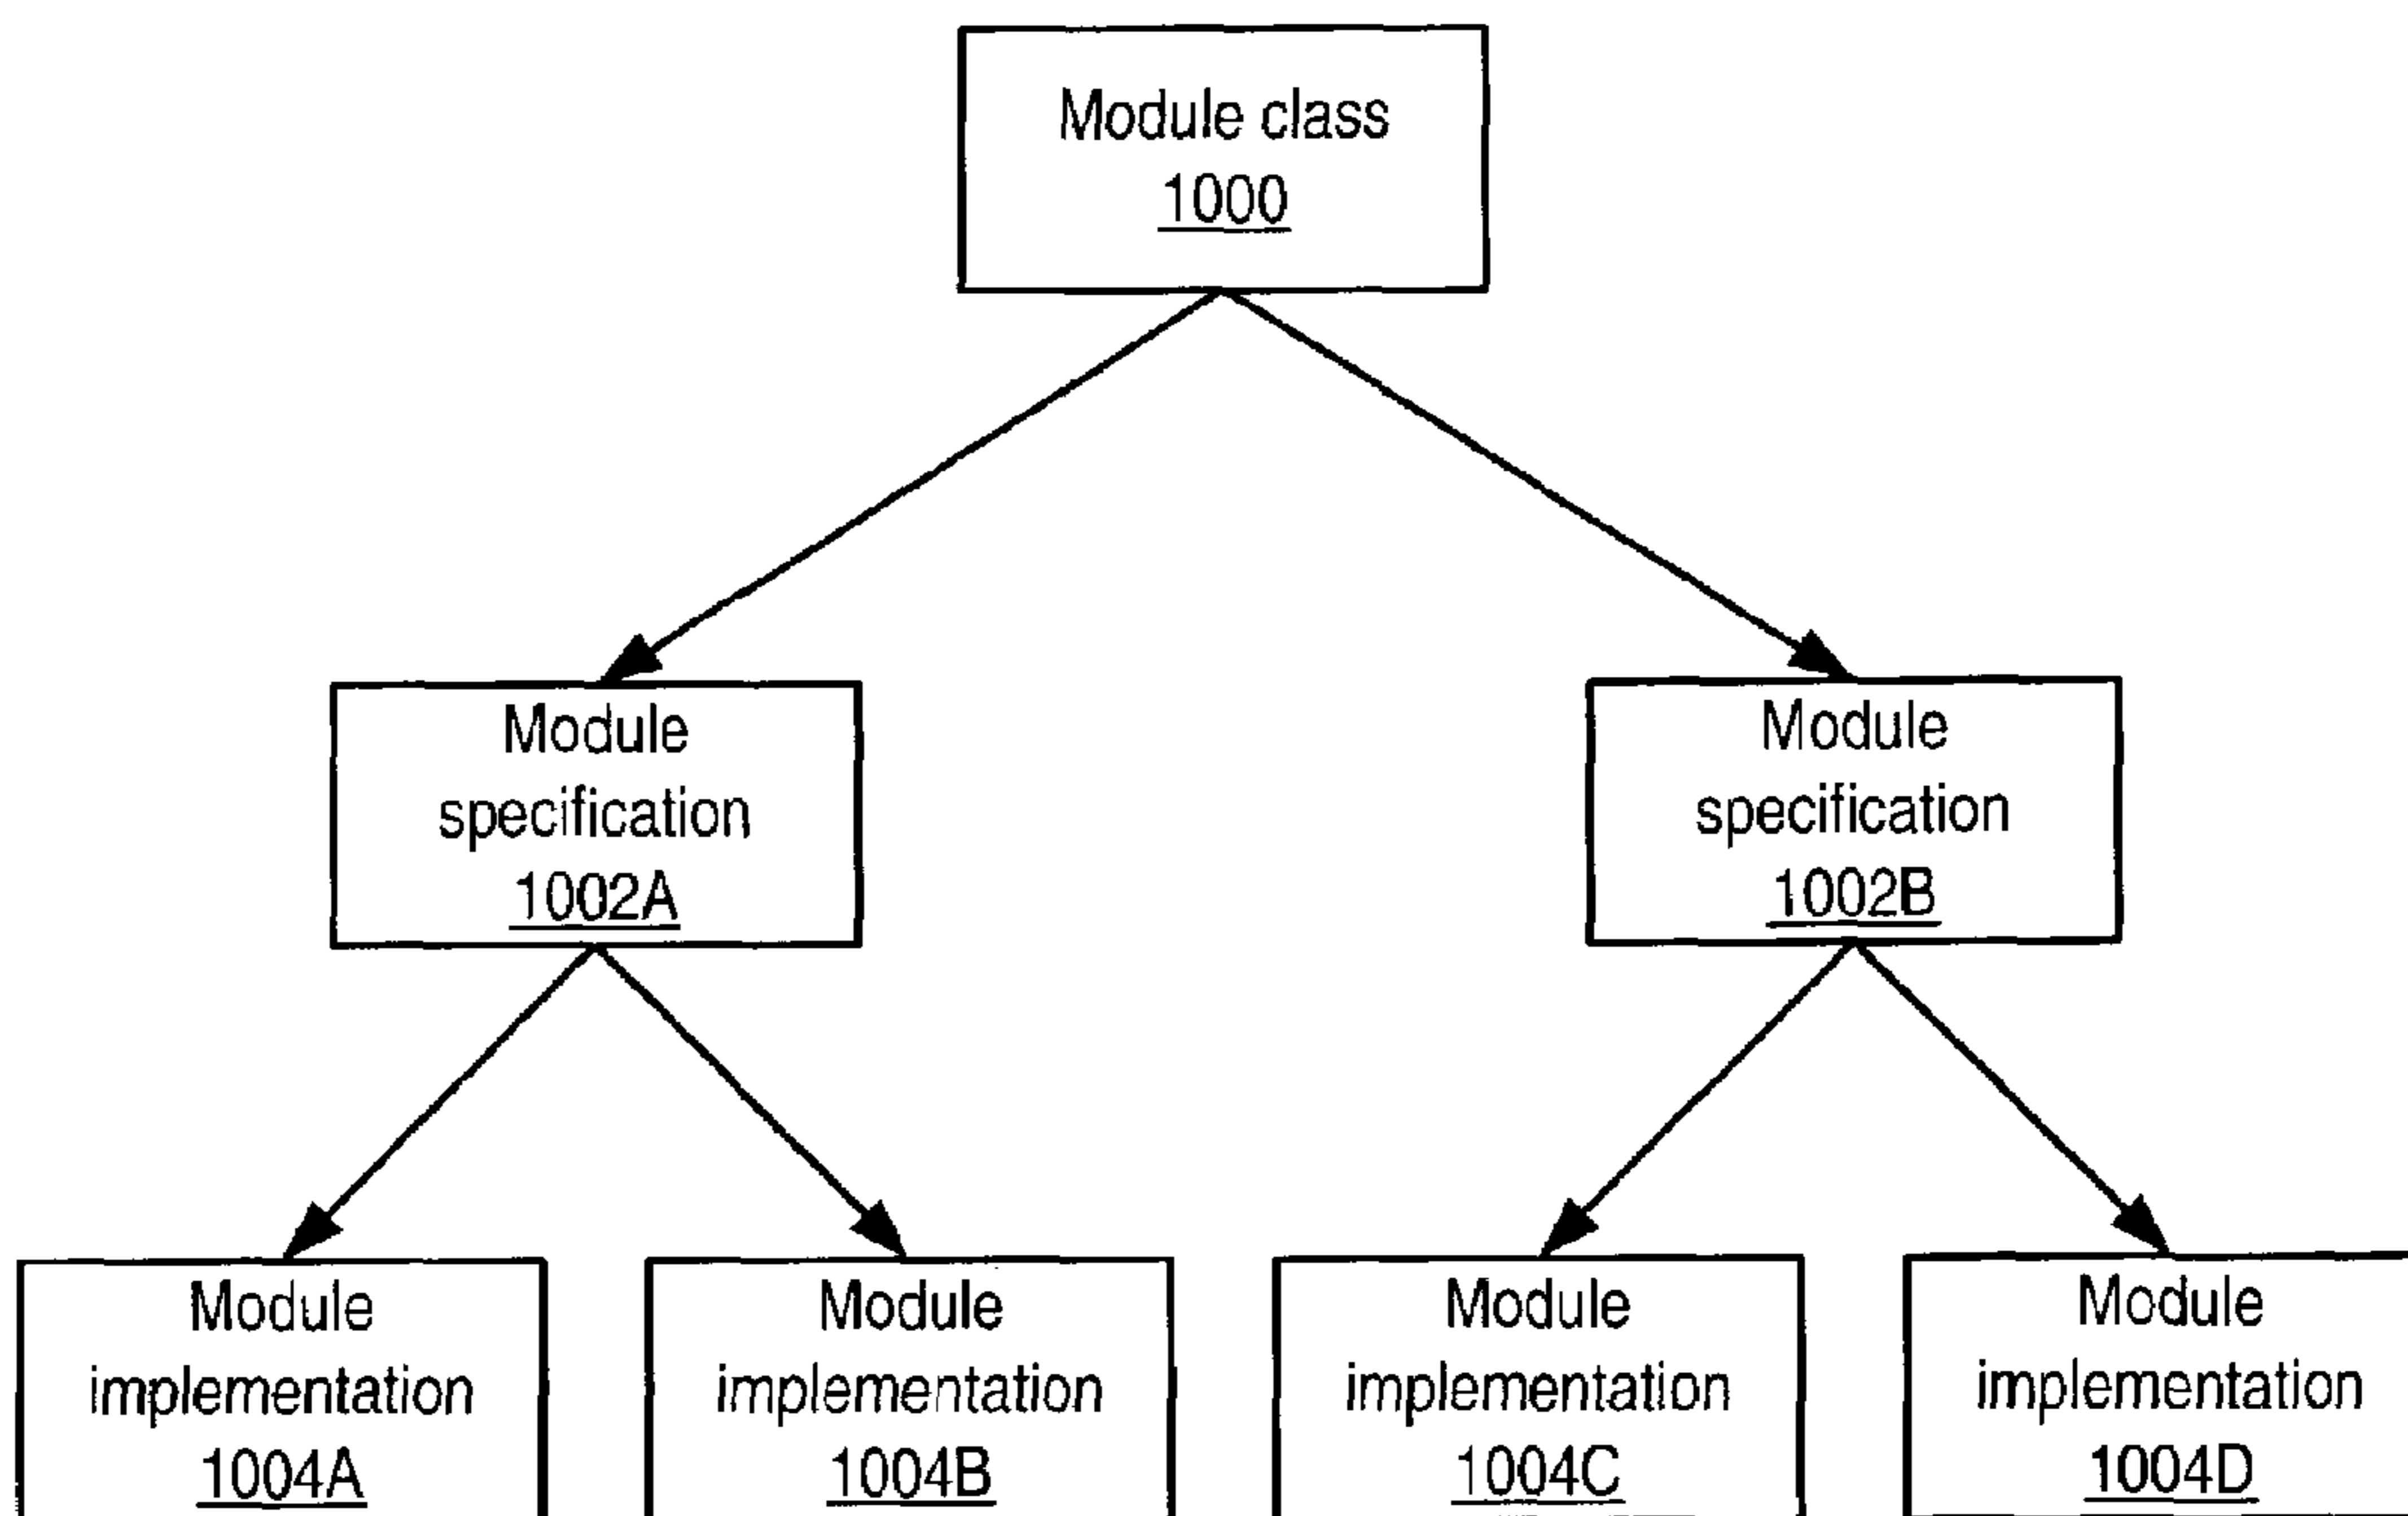 Module class
1000
Module
specification
1002A
Module
specification
1002B
Module
implementation
1004A
Module
implementation
1004B
Module
implementation
1004C
Module
implementation
1004D